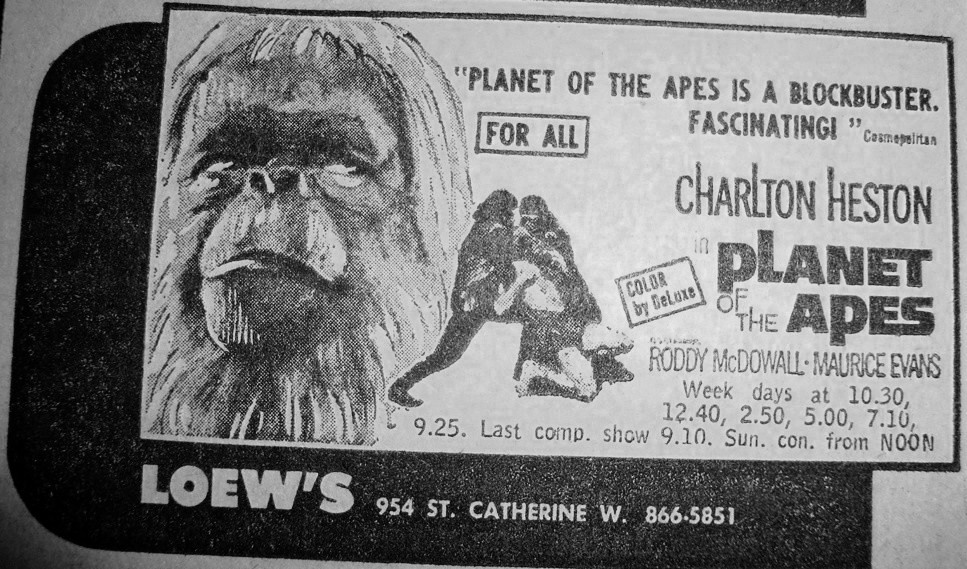 "PLANET OF THE APES IS A BLOCKBUSTER.
FASCINATING!" Cosmopolitan
FOR ALL
CHARLTON HESTON
in PLANET
OF THE APES
COLOR
by DeLuxe
RODDY McDOWALL · MAURICE EVANS
Week days at 10.30,
12.40, 2.50, 5.00, 7.10,
9.25. Last comp. show 9.10. Sun. con. from NOON
LOEW'S 954 ST. CATHERINE W. 866-5851